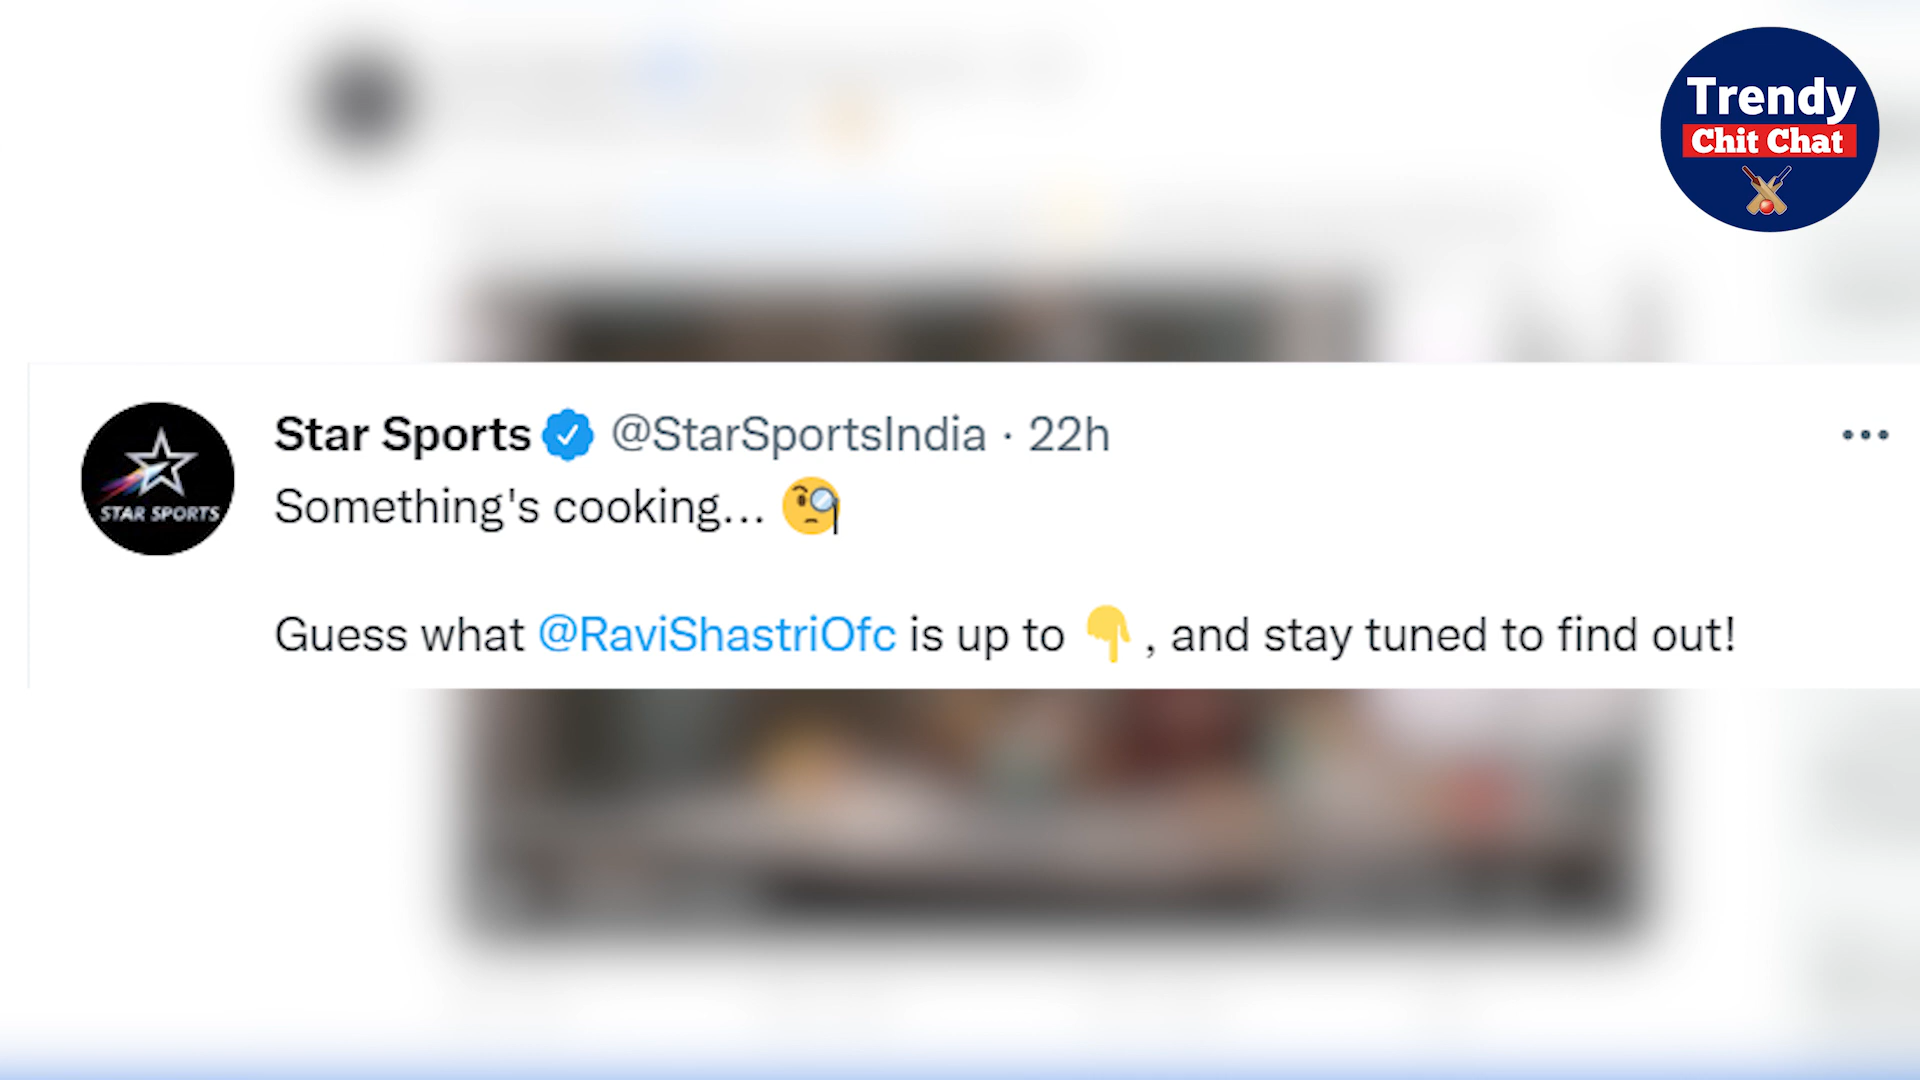 Trendy
Chit Chat
Star Sports @StarSportsIndia · 22h
STAR SPORTS
Something's cooking... 🧐
Guess what @RaviShastriOfc is up to 👇, and stay tuned to find out!